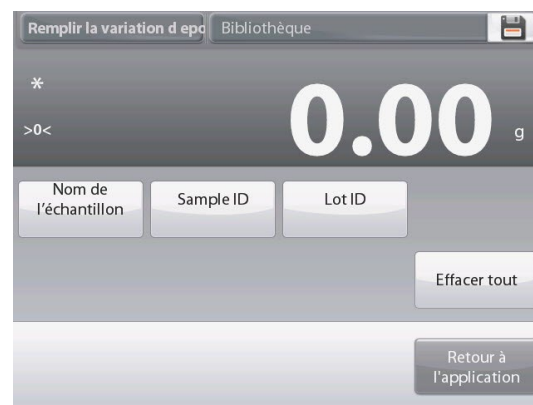 Remplir la variation d epo Bibliothèque
*
>0<
0.00 g
Nom de
l'échantillon
Sample ID
Lot ID
Effacer tout
Retour à
l'application